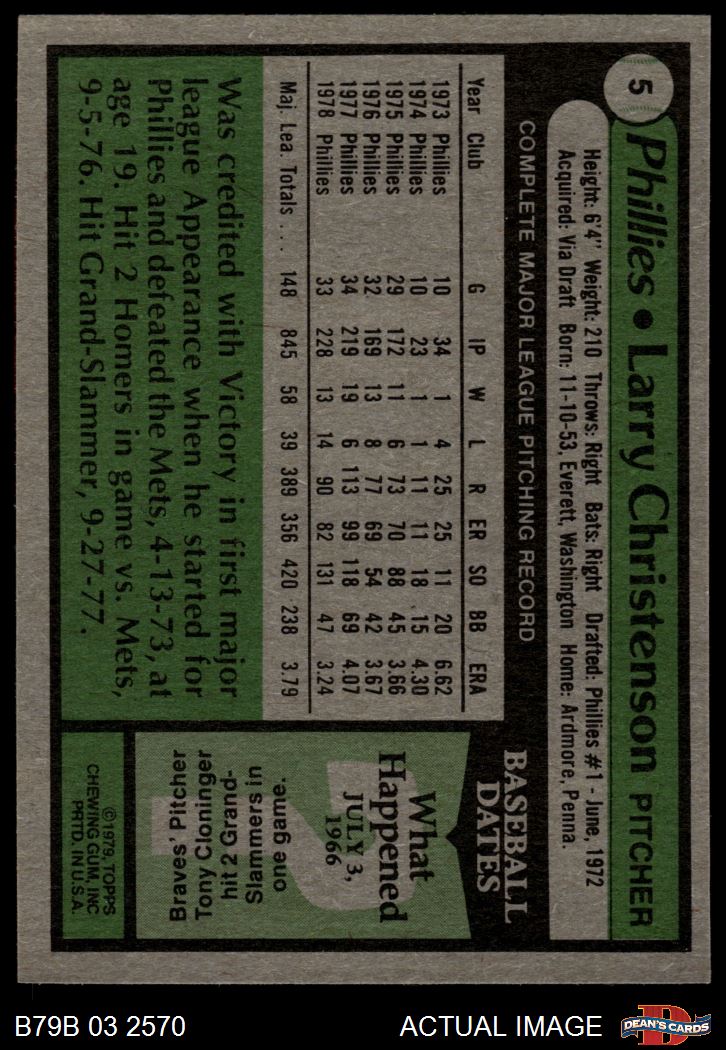 5
Phillies • Larry Christenson PITCHER
Height: 6'4" Weight: 210 Throws: Right Bats: Right Drafted: Phillies #1 - June, 1972
Acquired: Via Draft Born: 11-10-53, Everett, Washington Home: Ardmore, Penna.
COMPLETE MAJOR LEAGUE PITCHING RECORD
Year Club G IP W L R ER SO BB ERA
1973 Phillies 10 34 1 4 25 25 11 20 6.62
1974 Phillies 10 23 1 1 11 11 18 15 4.30
1975 Phillies 29 172 11 6 73 70 88 45 3.66
1976 Phillies 32 169 13 8 77 69 54 42 3.67
1977 Phillies 34 219 19 6 113 99 118 69 4.07
1978 Phillies 33 228 13 14 90 82 131 47 3.24
Maj. Lea. Totals .... 148 845 58 39 389 356 420 238 3.79
Was credited with Victory in first major
league Appearance when he started for
Phillies and defeated the Mets, 4-13-73, at
age 19. Hit 2 Homers in game vs. Mets,
9-5-76. Hit Grand-Slammer, 9-27-77.
BASEBALL
DATES
What
Happened
JULY 3,
1966
?
Braves' Pitcher
Tony Cloninger
hit 2 Grand-
Slammers in
one game.
©1979, TOPPS
CHEWING GUM, INC
PRTD. IN U.S.A.
B79B 03 2570 ACTUAL IMAGE
D
DEAN'S CARDS